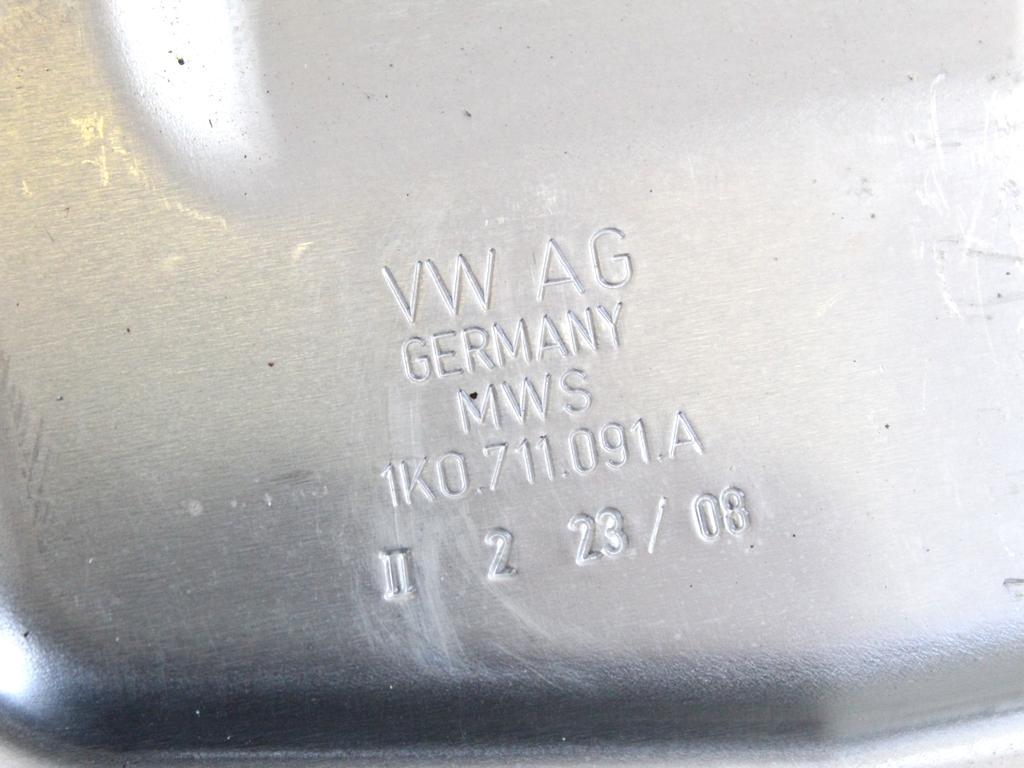 VW AG
GERMANY
MWS
1K0.711.091.A
II 2 23 / 08